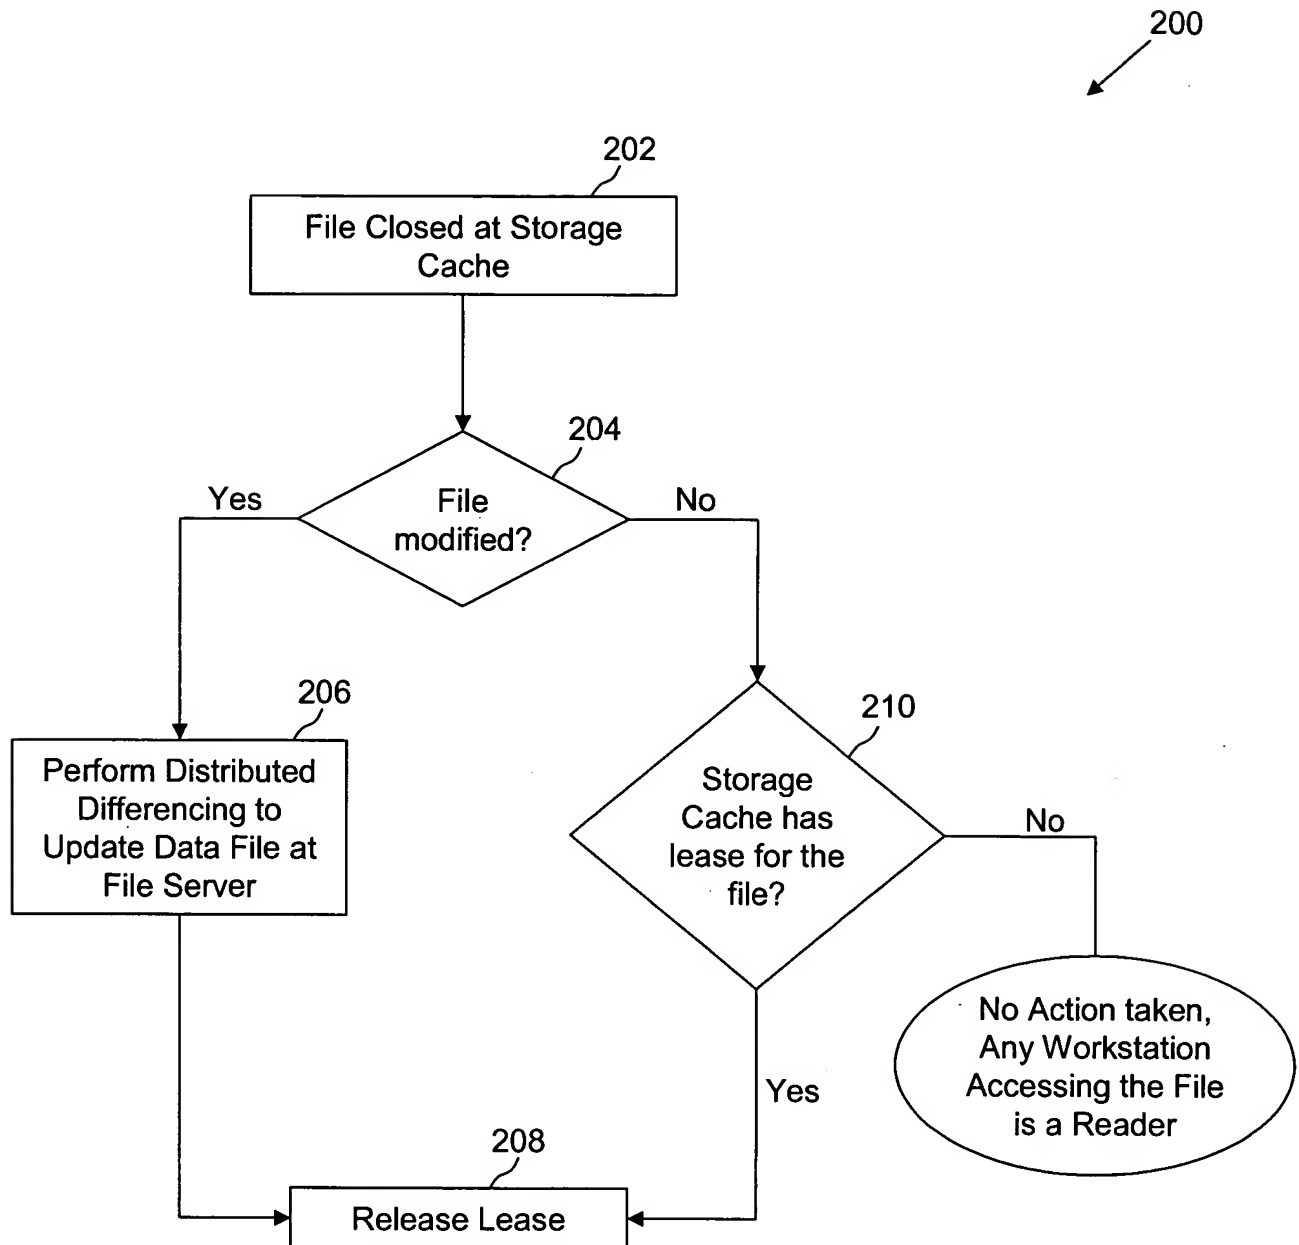 200
202
File Closed at Storage
Cache
204
Yes
File
modified?
No
206
Perform Distributed
Differencing to
Update Data File at
File Server
210
Storage
Cache has
lease for the
file?
No
No Action taken,
Any Workstation
Accessing the File
is a Reader
Yes
208
Release Lease